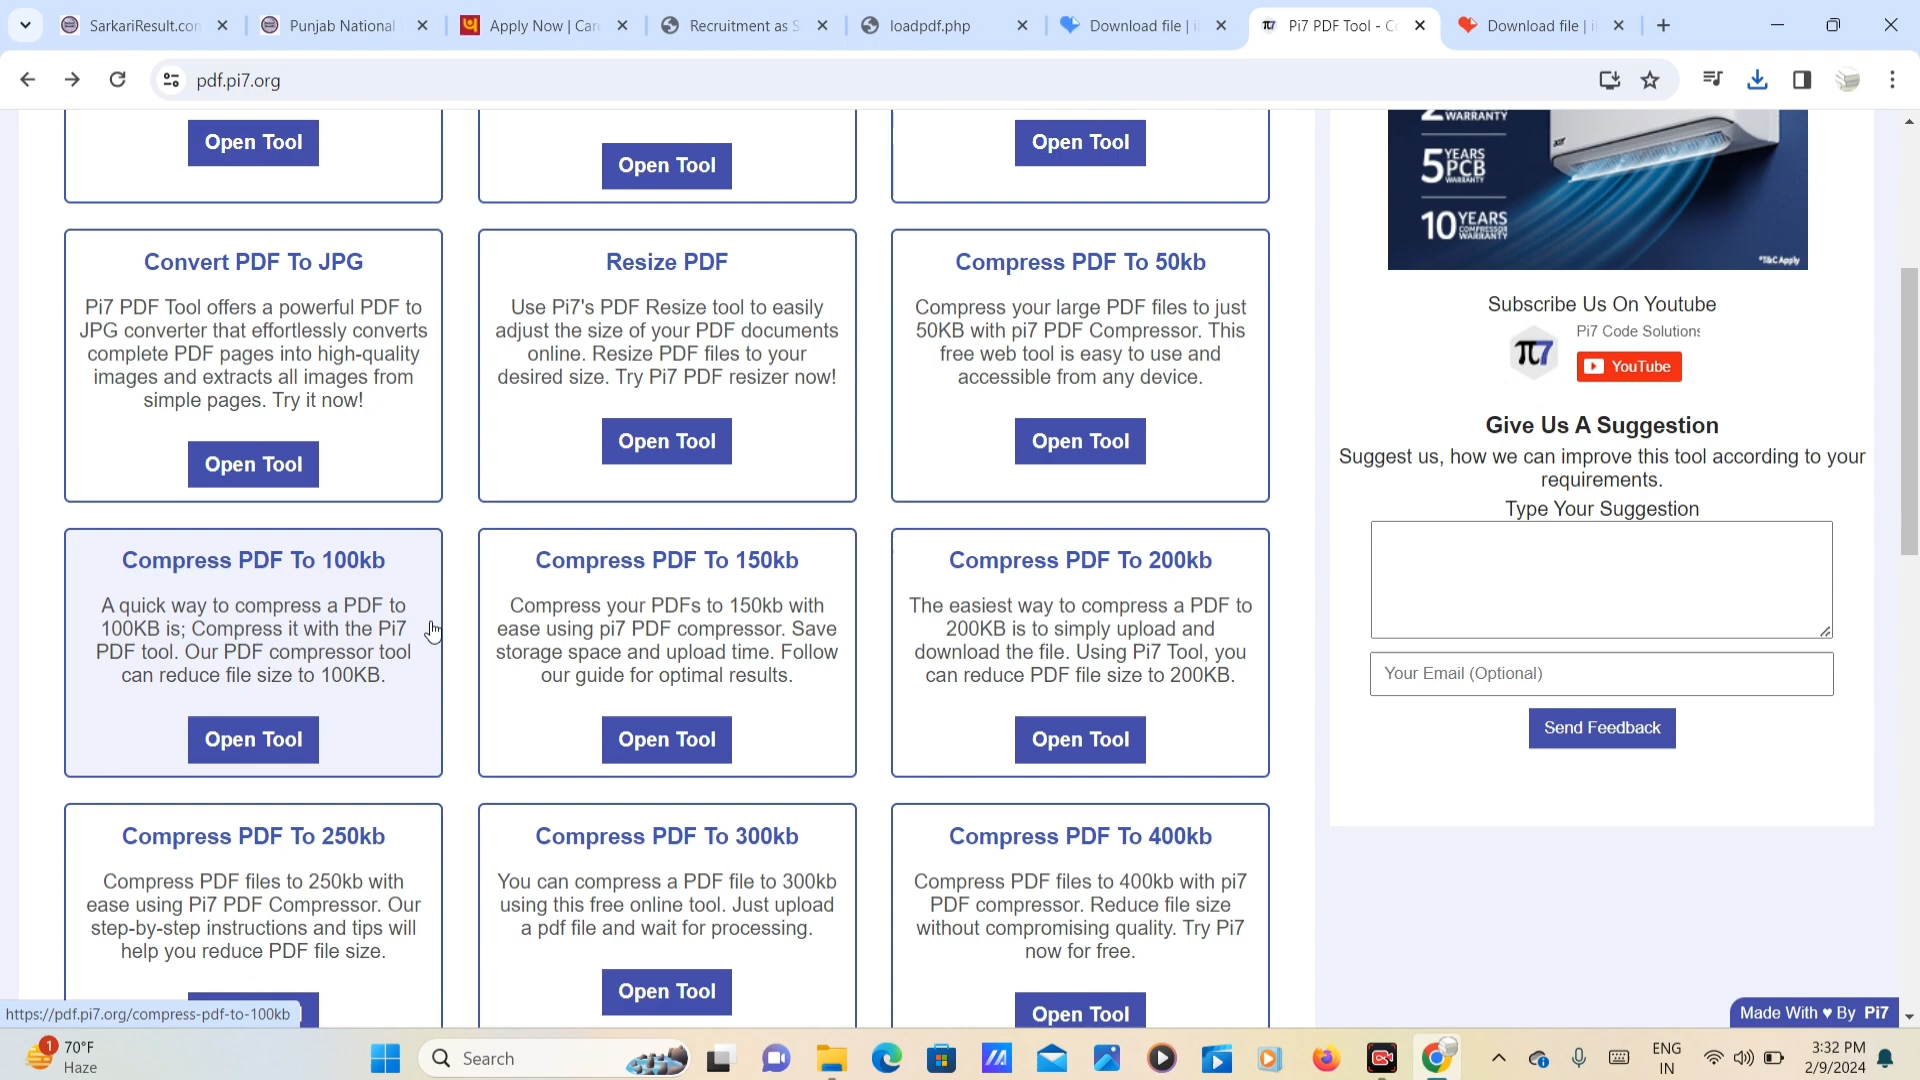 SarkariResult.con
Punjab National
Apply Now | Car
Recruitment as S
loadpdf.php
Download file | il
Pi7 PDF Tool - C
Download file | il
pdf.pi7.org
Open Tool
Open Tool
Open Tool
WARRANTY
5 YEARS
PCB
WARRANTY
10 YEARS
COMPRESSOR
WARRANTY
*T&C Apply
Convert PDF To JPG
Pi7 PDF Tool offers a powerful PDF to
JPG converter that effortlessly converts
complete PDF pages into high-quality
images and extracts all images from
simple pages. Try it now!
Open Tool
Resize PDF
Use Pi7's PDF Resize tool to easily
adjust the size of your PDF documents
online. Resize PDF files to your
desired size. Try Pi7 PDF resizer now!
Open Tool
Compress PDF To 50kb
Compress your large PDF files to just
50KB with pi7 PDF Compressor. This
free web tool is easy to use and
accessible from any device.
Open Tool
Subscribe Us On Youtube
π7
Pi7 Code Solutions
YouTube
Give Us A Suggestion
Suggest us, how we can improve this tool according to your
requirements.
Type Your Suggestion
Your Email (Optional)
Send Feedback
Compress PDF To 100kb
A quick way to compress a PDF to
100KB is; Compress it with the Pi7
PDF tool. Our PDF compressor tool
can reduce file size to 100KB.
Open Tool
Compress PDF To 150kb
Compress your PDFs to 150kb with
ease using pi7 PDF compressor. Save
storage space and upload time. Follow
our guide for optimal results.
Open Tool
Compress PDF To 200kb
The easiest way to compress a PDF to
200KB is to simply upload and
download the file. Using Pi7 Tool, you
can reduce PDF file size to 200KB.
Open Tool
Compress PDF To 250kb
Compress PDF files to 250kb with
ease using Pi7 PDF Compressor. Our
step-by-step instructions and tips will
help you reduce PDF file size.
Compress PDF To 300kb
You can compress a PDF file to 300kb
using this free online tool. Just upload
a pdf file and wait for processing.
Open Tool
Compress PDF To 400kb
Compress PDF files to 400kb with pi7
PDF compressor. Reduce file size
without compromising quality. Try Pi7
now for free.
Open Tool
https://pdf.pi7.org/compress-pdf-to-100kb
Made With ♥ By Pi7
1
70°F
Haze
Search
ENG
IN
3:32 PM
2/9/2024